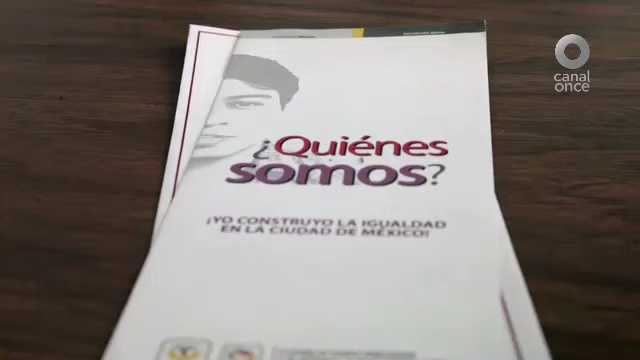 canal
once
¿Quiénes
somos?
¡YO CONSTRUYO LA IGUALDAD
EN LA CIUDAD DE MÉXICO!